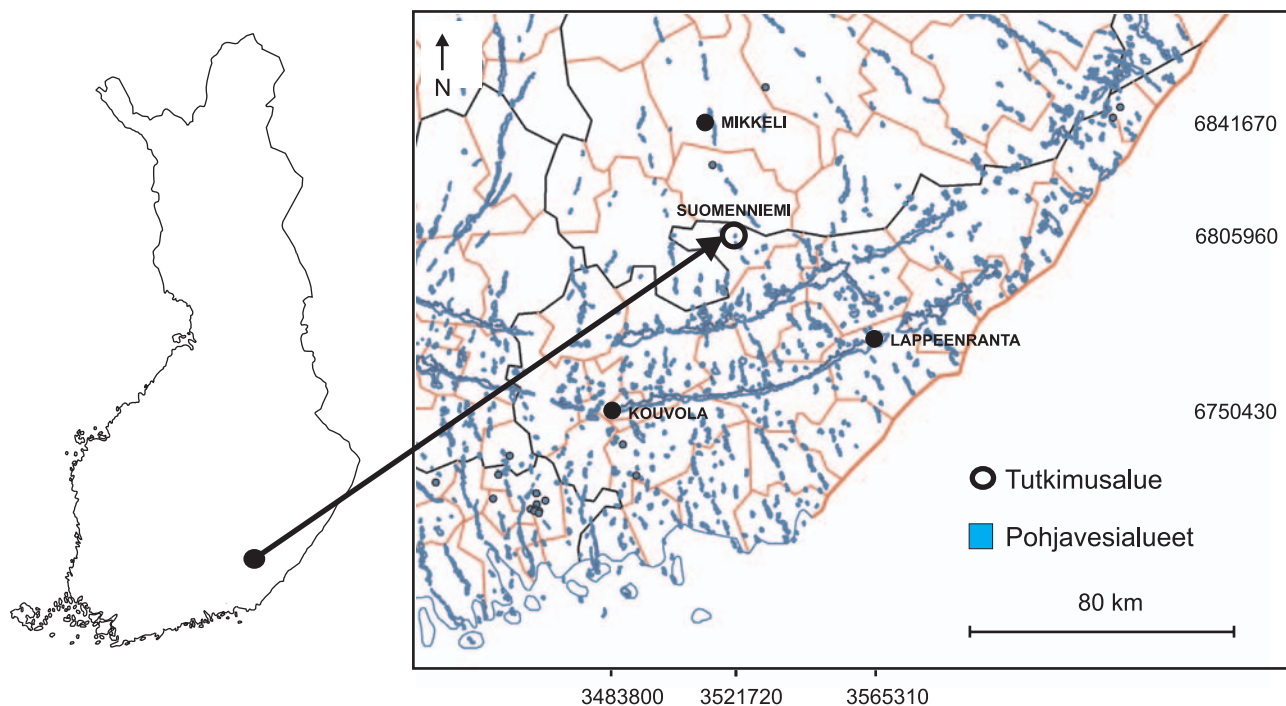 N
MIKKELI
6841670
SUOMENNIEMI
6805960
LAPPEENRANTA
KOUVOLA
6750430
Tutkimusalue
Pohjavesialueet
80 km
3483800 3521720 3565310